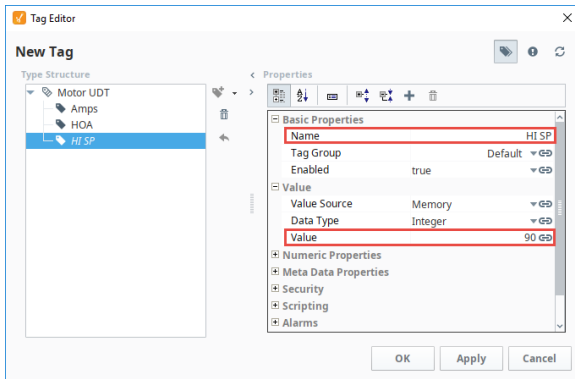 Tag Editor
New Tag
Type Structure
Motor UDT
Amps
HOA
HI SP
Properties
Basic Properties
Name HI SP
Tag Group Default
Enabled true
Value
Value Source Memory
Data Type Integer
Value 90
Numeric Properties
Meta Data Properties
Security
Scripting
Alarms
OK Apply Cancel